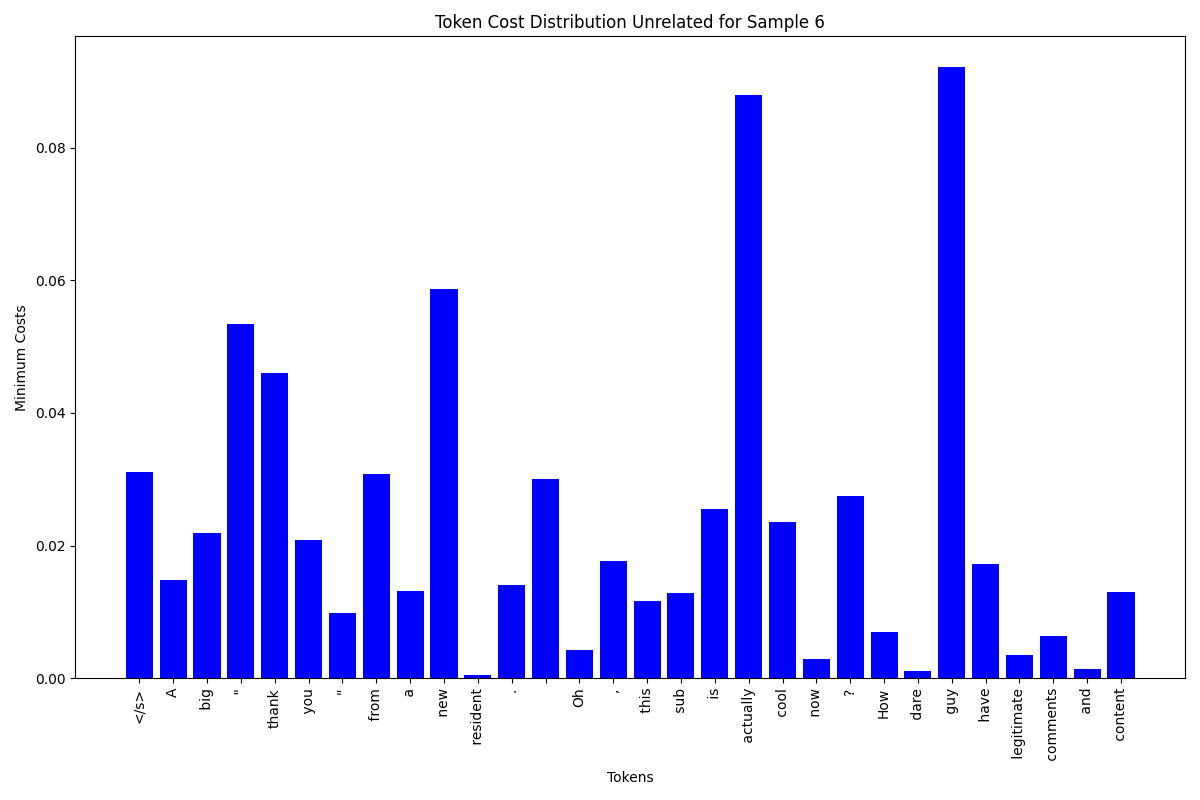 Token Cost Distribution Unrelated for Sample 6
0.08
0.06
0.04
0.02
0.00
Minimum Costs
</s> A big " thank you " from a new resident . Oh , this sub is actually cool now ? How dare guy have legitimate comments and content
Tokens